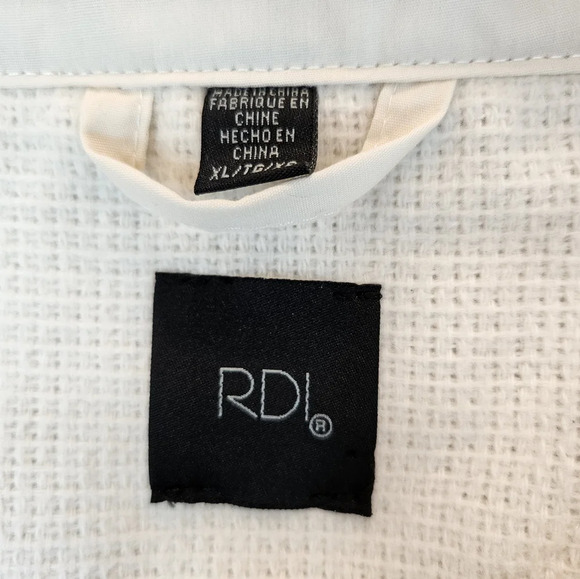 MADE IN CHINA
FABRIQUE EN
CHINE
HECHO EN
CHINA
XL/TG/XG
RDI®